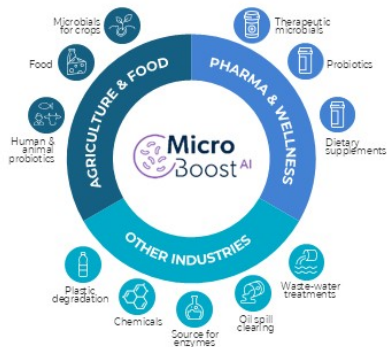 Microbials
for crops
Food
Human &
animal
probiotics
AGRICULTURE & FOOD
Therapeutic
microbials
Probiotics
Dietary
supplements
PHARMA & WELLNESS
Micro
Boost AI
OTHER INDUSTRIES
Plastic
degradation
Chemicals
Source for
enzymes
Oil spill
clearing
Waste-water
treatments